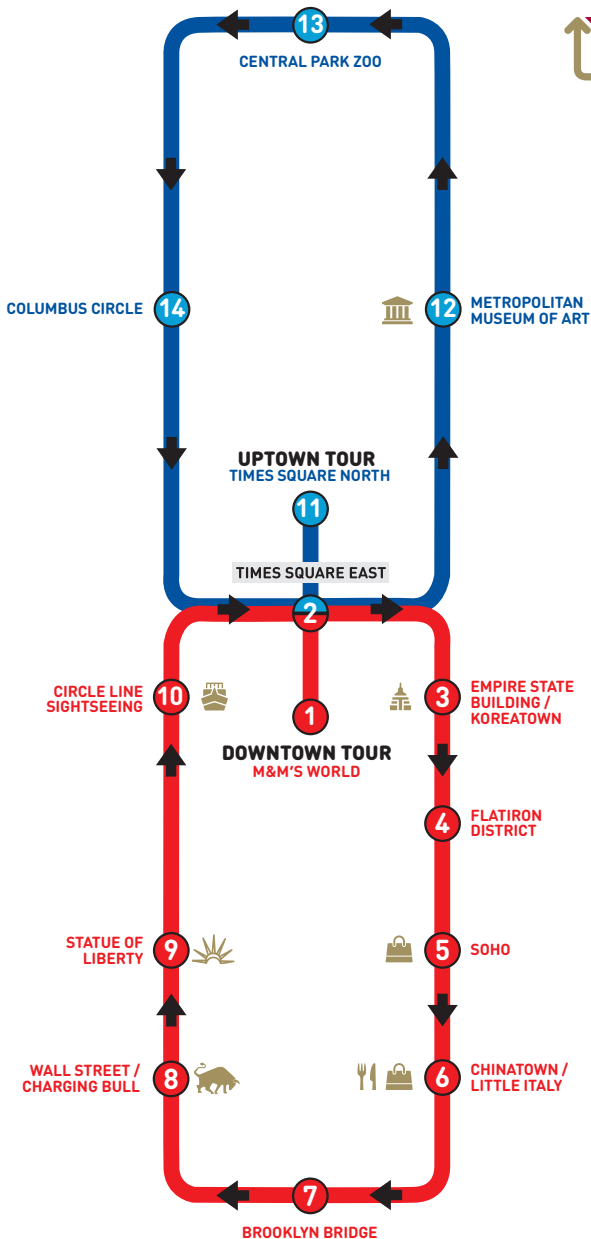 13
CENTRAL PARK ZOO
COLUMBUS CIRCLE
14
12
METROPOLITAN
MUSEUM OF ART
UPTOWN TOUR
TIMES SQUARE NORTH
11
TIMES SQUARE EAST
2
CIRCLE LINE
SIGHTSEEING
10
1
3
EMPIRE STATE
BUILDING /
KOREATOWN
DOWNTOWN TOUR
M&M'S WORLD
4
FLATIRON
DISTRICT
STATUE OF
LIBERTY
9
5
SOHO
WALL STREET /
CHARGING BULL
8
6
CHINATOWN /
LITTLE ITALY
7
BROOKLYN BRIDGE